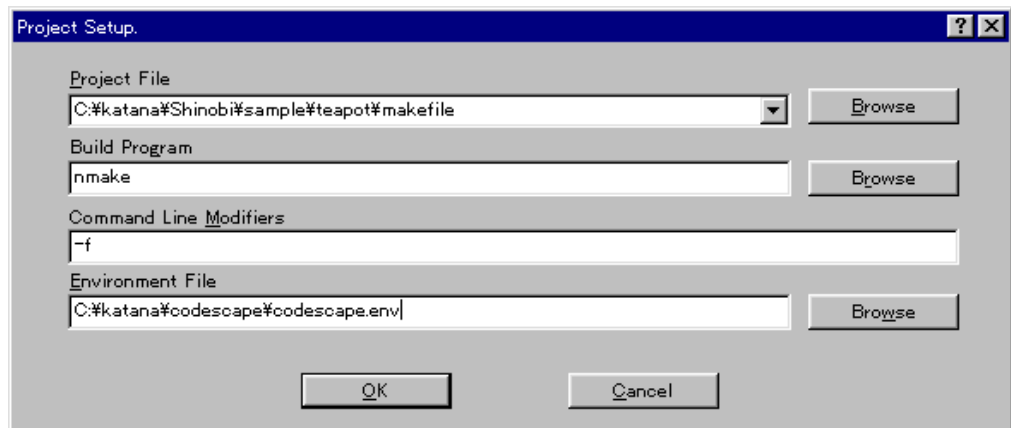 Project Setup.
Project File
C:¥katana¥Shinobi¥sample¥teapot¥makefile
Browse
Build Program
nmake
Browse
Command Line Modifiers
-f
Environment File
C:¥katana¥codescape¥codescape.env
Browse
OK
Cancel